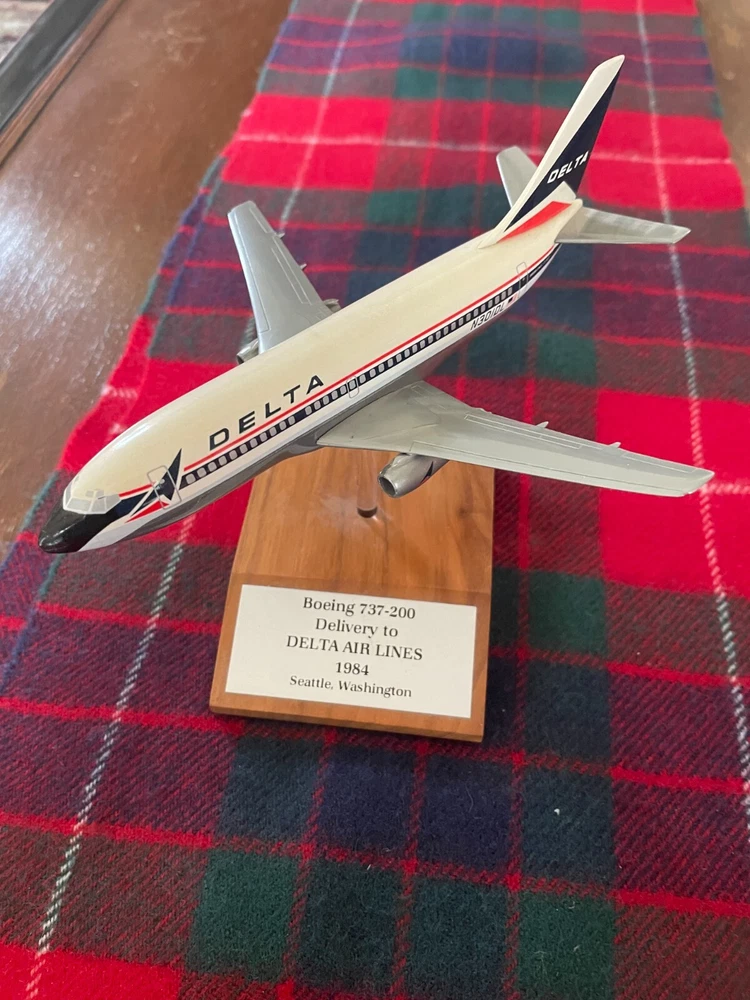 DELTA
DELTA
N301DL
Boeing 737-200
Delivery to
DELTA AIR LINES
1984
Seattle, Washington